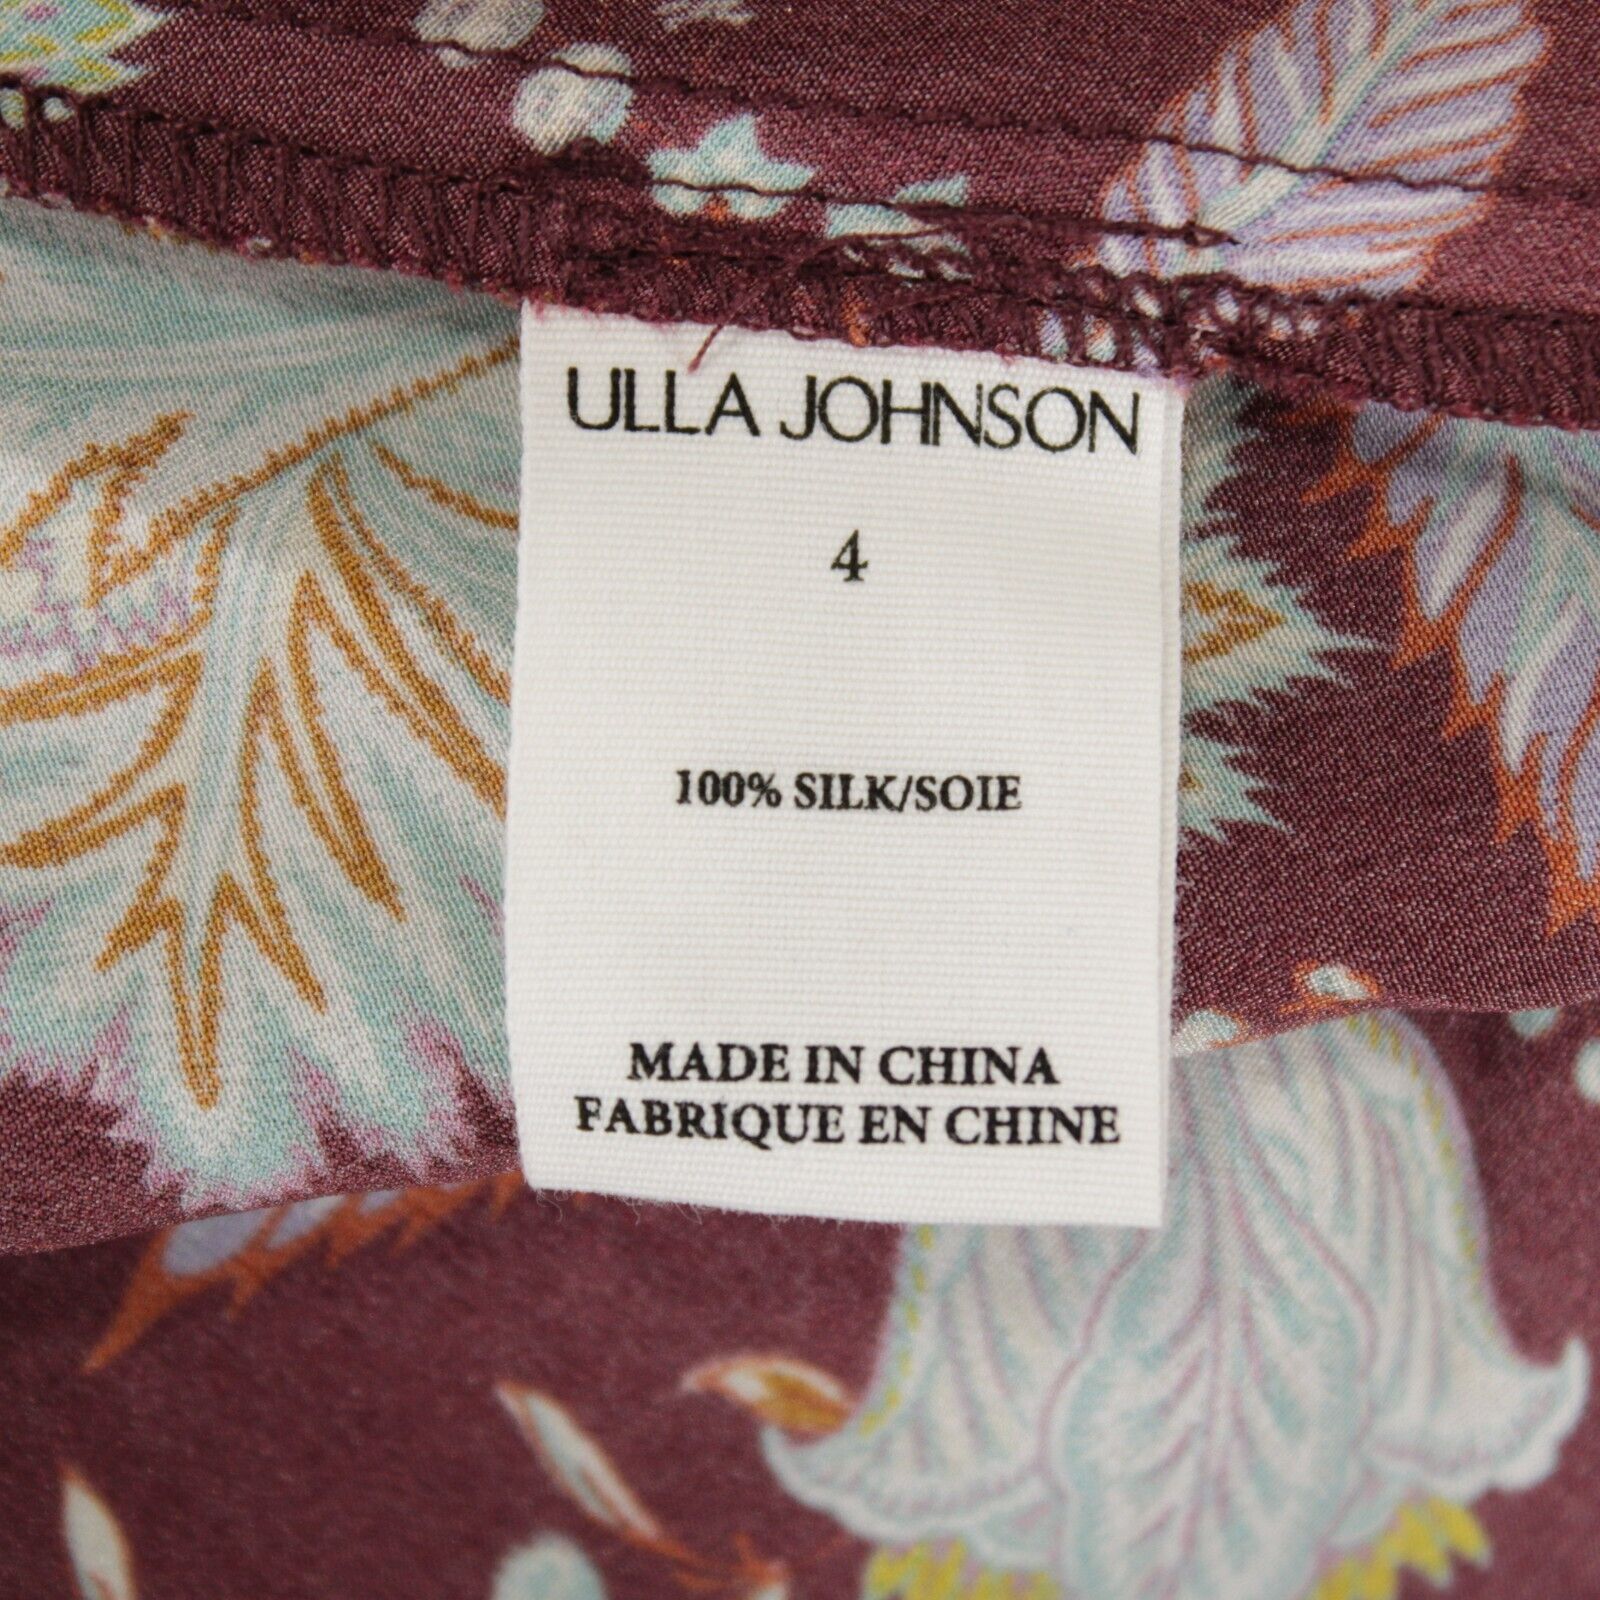 ULLA JOHNSON
4
100% SILK/SOIE
MADE IN CHINA
FABRIQUE EN CHINE